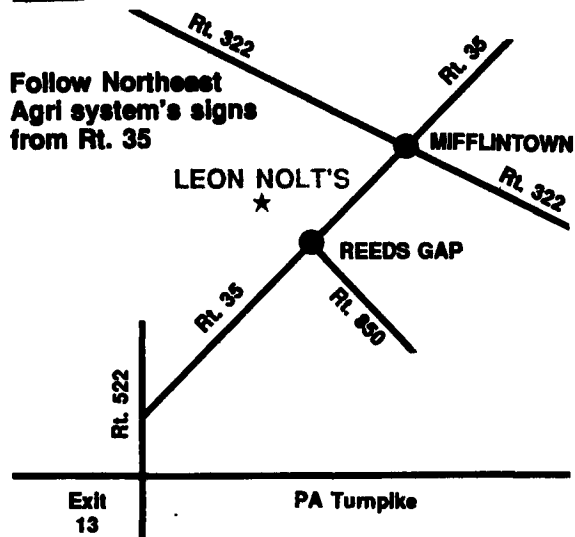 Rt. 322
Rt. 35
Follow Northeast
Agri system's signs
from Rt. 35
MIFFLINTOWN
LEON NOLT'S
Rt. 322
REEDS GAP
Rt. 35
Rt. 850
Rt. 522
Exit
13
PA Turnpike